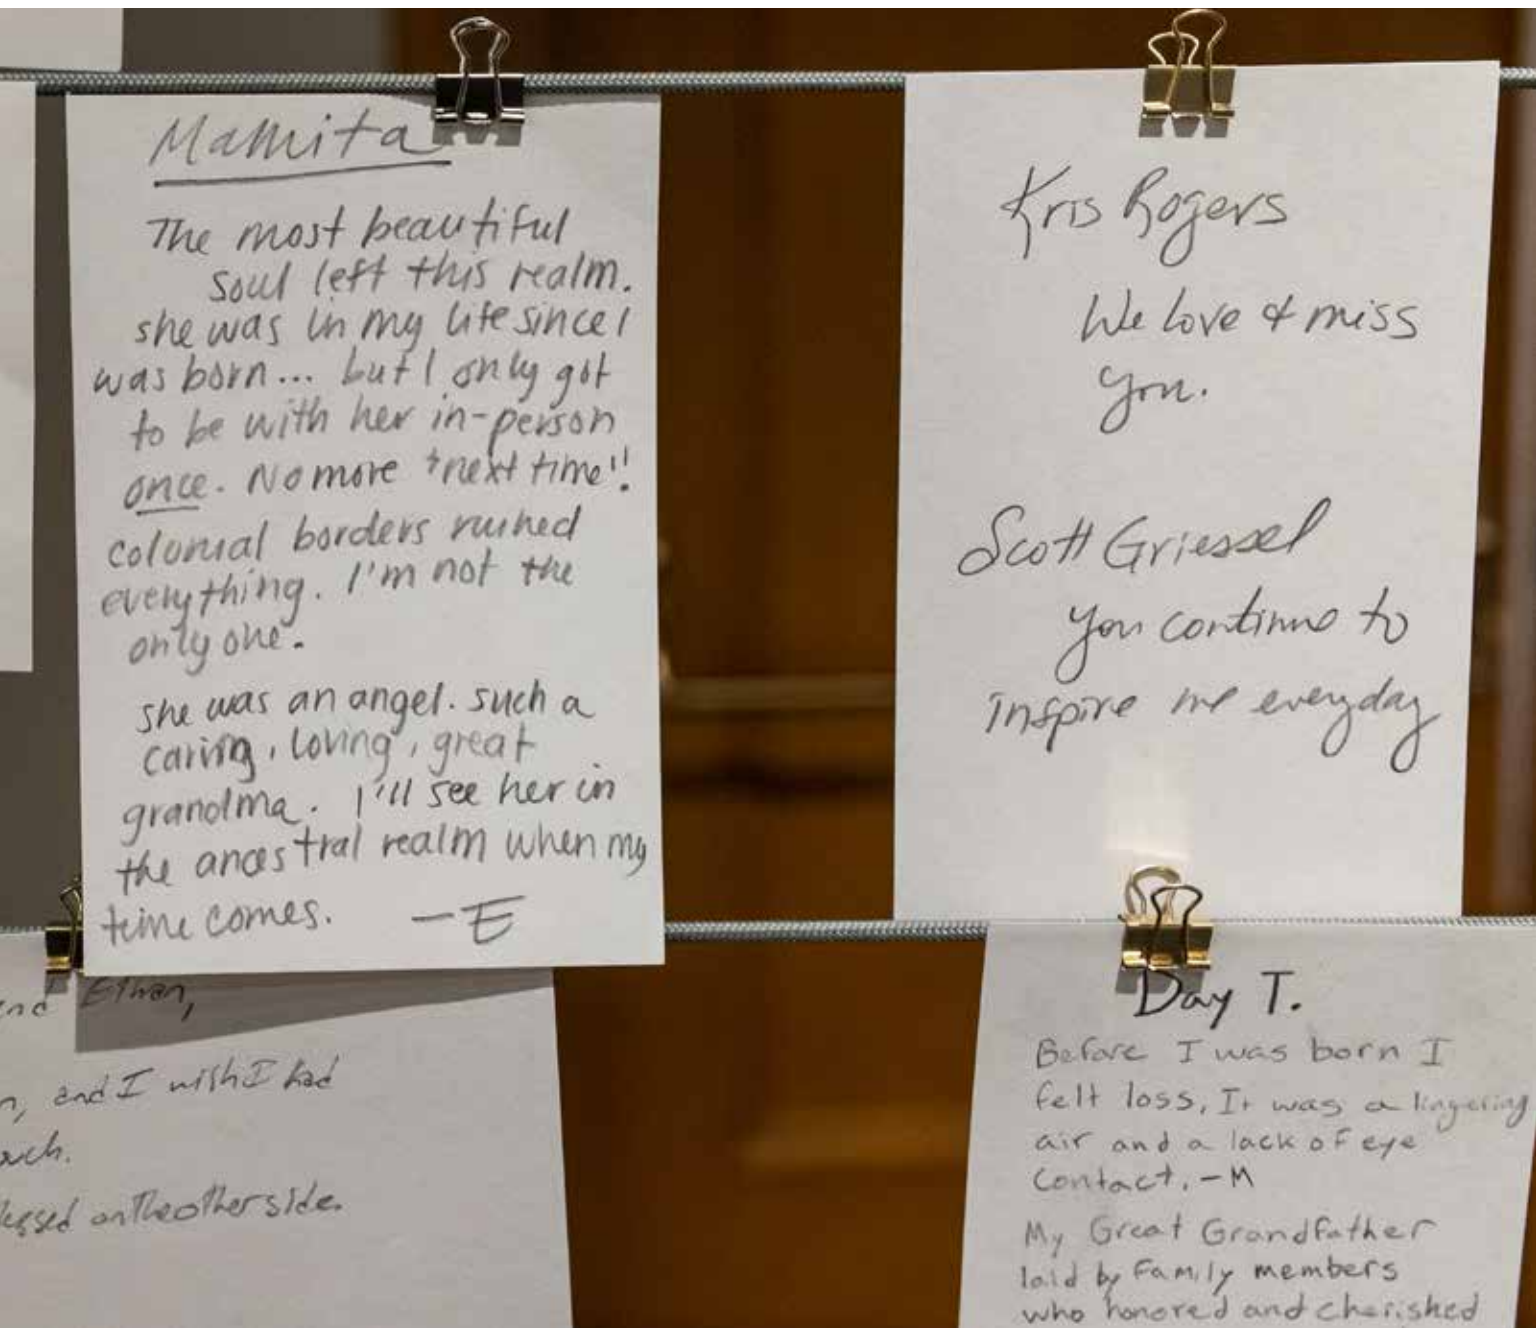 Mamita
The most beautiful
soul left this realm.
she was in my life since I
was born... but I only got
to be with her in-person
once. No more "next time"!
colonial borders ruined
everything. I'm not the
only one.
she was an angel. such a
caring, loving, great
grandma. I'll see her in
the ancestral realm when my
time comes. -E
Kris Rogers
We love & miss
you.
Scott Griessel
you continue to
inspire me everyday
Ethan,
and I wish I had
on the other side.
Day T.
Before I was born I
felt loss, It was a lingering
air and a lack of eye
contact. - M
My Great Grandfather
laid by Family members
who honored and cherished